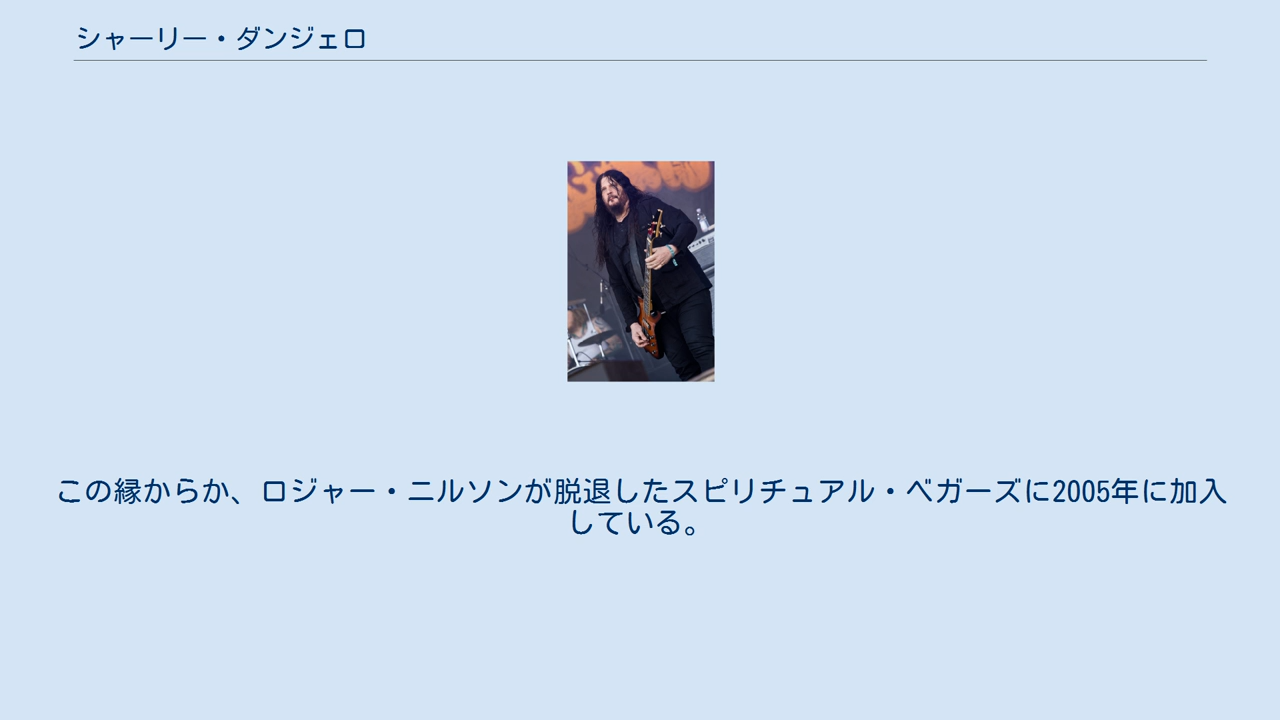 シャーリー・ダンジェロ
この縁からか、ロジャー・ニルソンが脱退したスピリチュアル・ベガーズに2005年に加入
している。